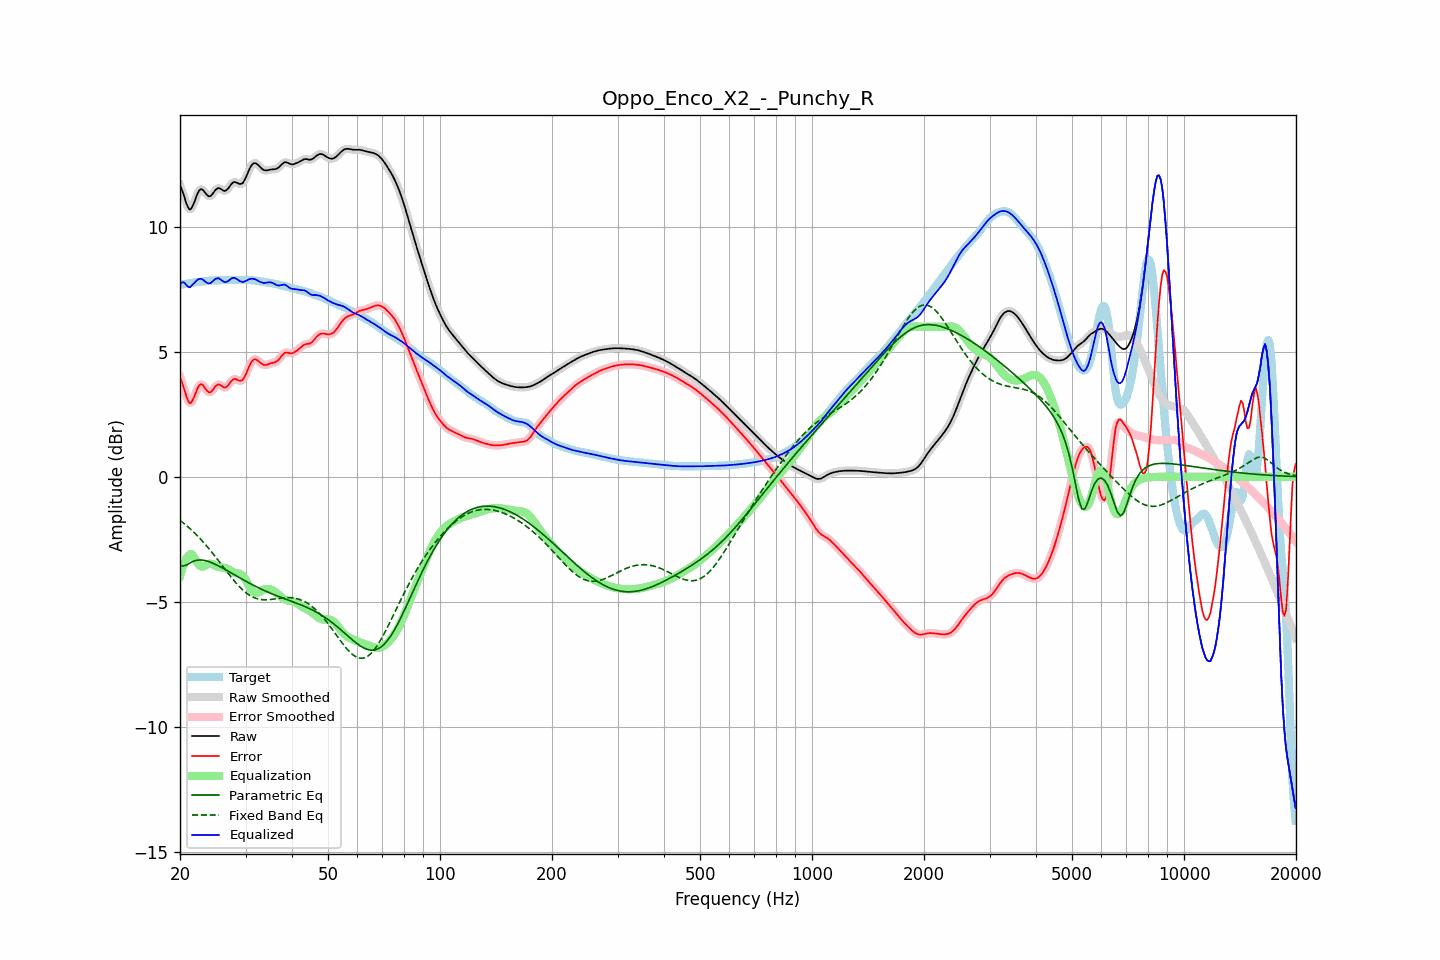 Oppo_Enco_X2_-_Punchy_R
Amplitude (dBr)
10
5
0
−5
−10
−15
Target
Raw Smoothed
Error Smoothed
Raw
Error
Equalization
Parametric Eq
Fixed Band Eq
Equalized
20 50 100 200 500 1000 2000 5000 10000 20000
Frequency (Hz)